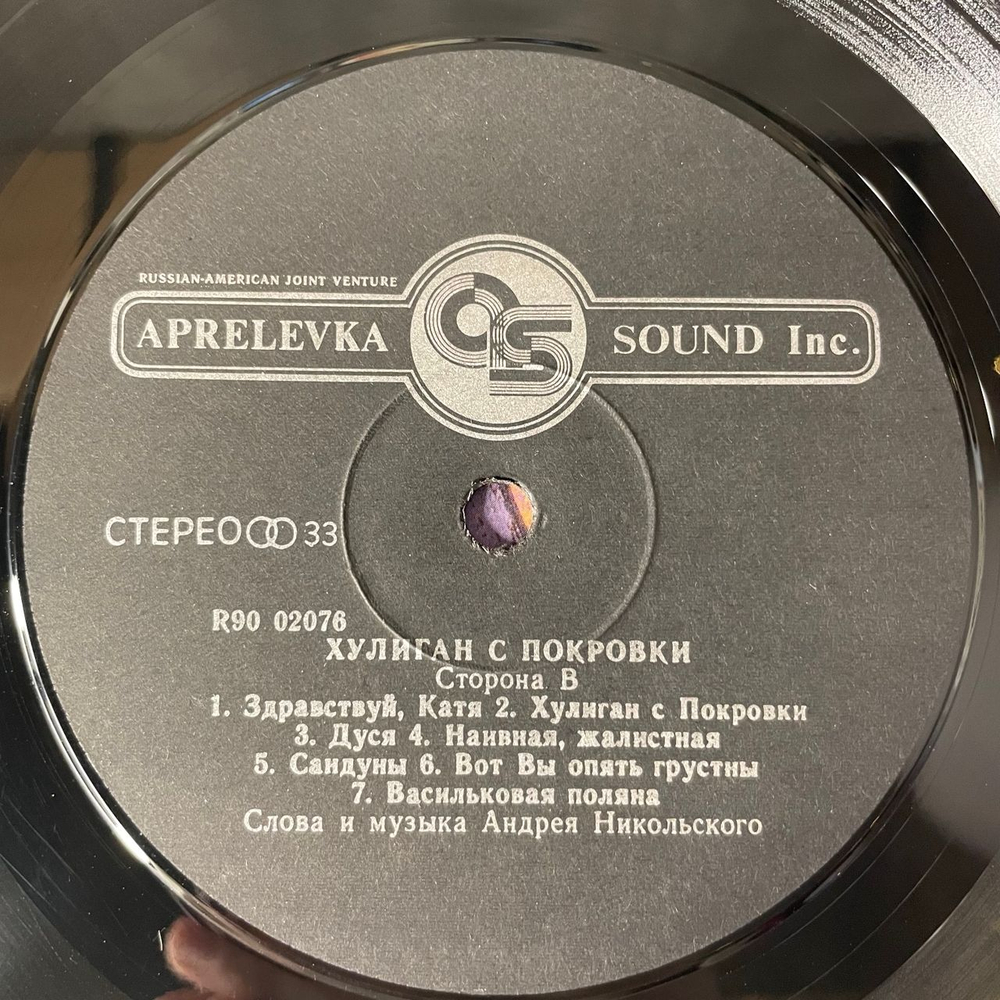 RUSSIAN-AMERICAN JOINT VENTURE
APRELEVKA SOUND Inc.
СТЕРЕО 33
R90 02076
ХУЛИГАН С ПОКРОВКИ
Сторона В
1. Здравствуй, Катя 2. Хулиган с Покровки
3. Дуся 4. Наивная, жалистная
5. Сандуны 6. Вот Вы опять грустны
7. Васильковая поляна
Слова и музыка Андрея Никольского